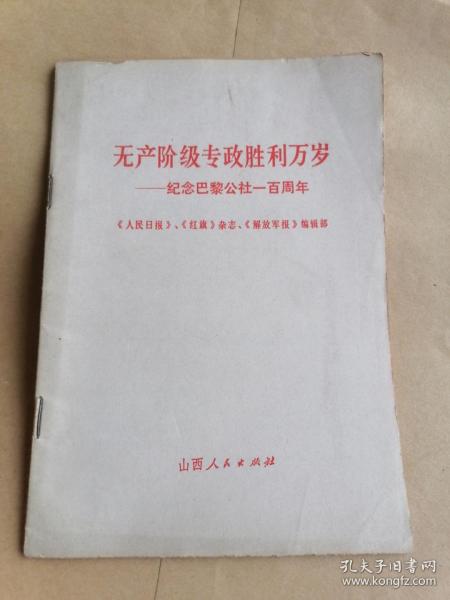 无产阶级专政胜利万岁
——纪念巴黎公社一百周年
《人民日报》、《红旗》杂志、《解放军报》编辑部
山西人民出版社
孔夫子旧书网
www.kongfz.com